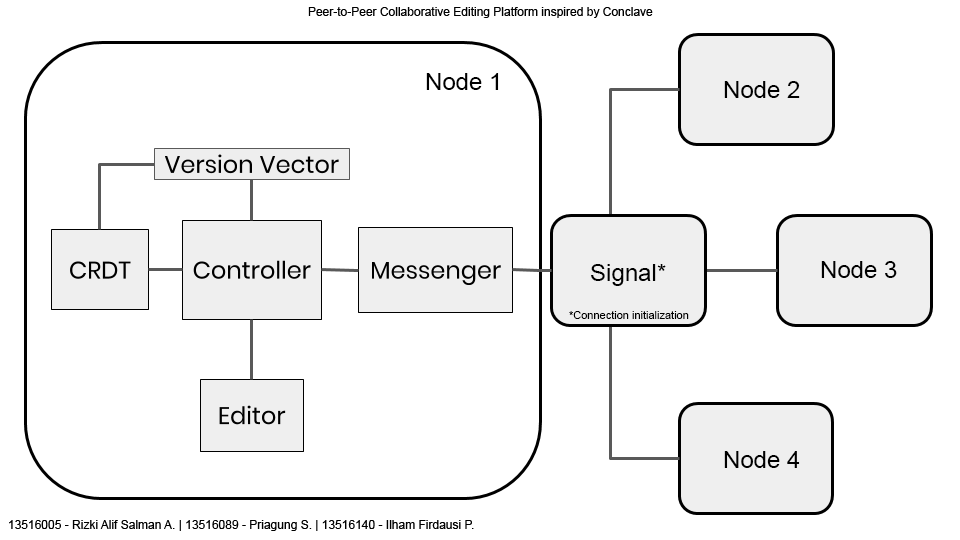 Peer-to-Peer Collaborative Editing Platform inspired by Conclave
Node 1
Node 2
Version Vector
CRDT
Controller
Messenger
Signal*
*Connection initialization
Node 3
Editor
Node 4
13516005 - Rizki Alif Salman A. | 13516089 - Priagung S. | 13516140 - Ilham Firdausi P.